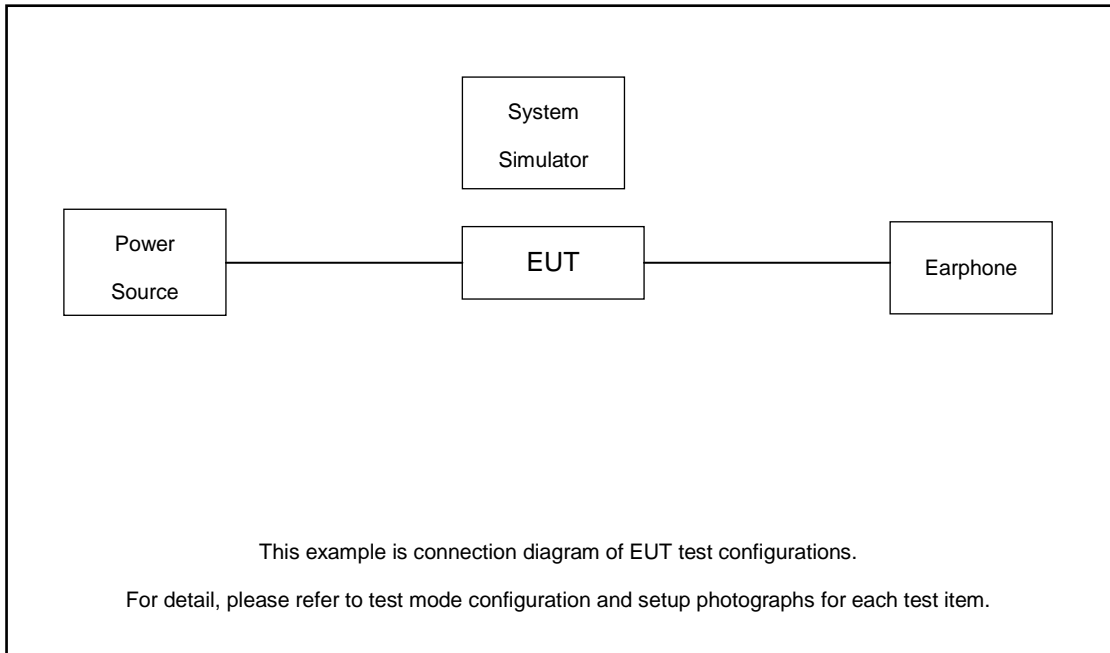 System
Simulator
Power
Source
EUT
Earphone
This example is connection diagram of EUT test configurations.
For detail, please refer to test mode configuration and setup photographs for each test item.